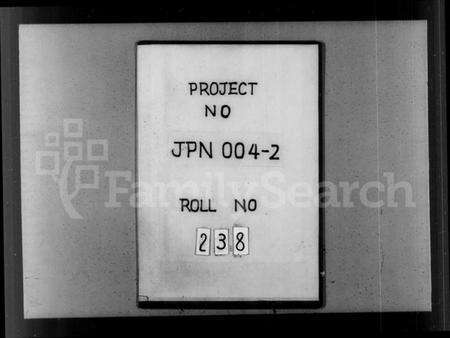 PROJECT
NO
JPN 004-2
FamilySearch
ROLL NO
238